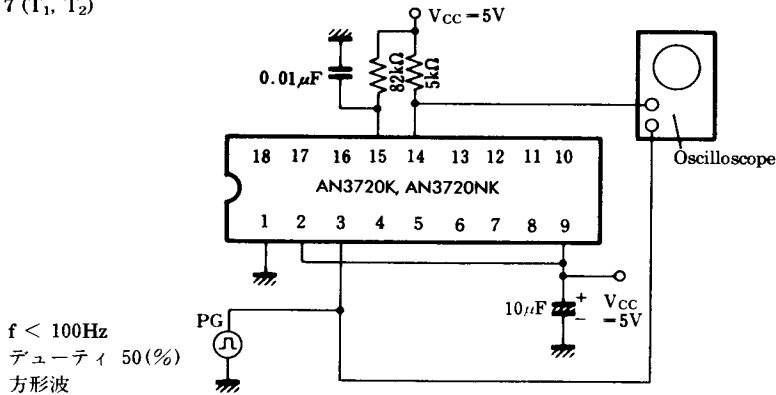 7 (T₁, T₂)
VCC=5V
0.01μF
82kΩ
5kΩ
Oscilloscope
18 17 16 15 14 13 12 11 10
AN3720K, AN3720NK
1 2 3 4 5 6 7 8 9
10μF
+
−
VCC
=5V
PG
f < 100Hz
デューティ 50(%)
方形波